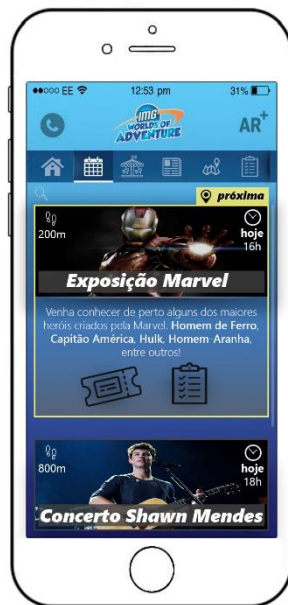 ●●○○○ EE 12:53 pm 31%
IMG
WORLDS OF
ADVENTURE
AR+
próxima
200m
hoje
16h
Exposição Marvel
Venha conhecer de perto alguns dos maiores
heróis criados pela Marvel. Homem de Ferro,
Capitão América, Hulk, Homem-Aranha,
entre outros!
800m
hoje
18h
Concerto Shawn Mendes